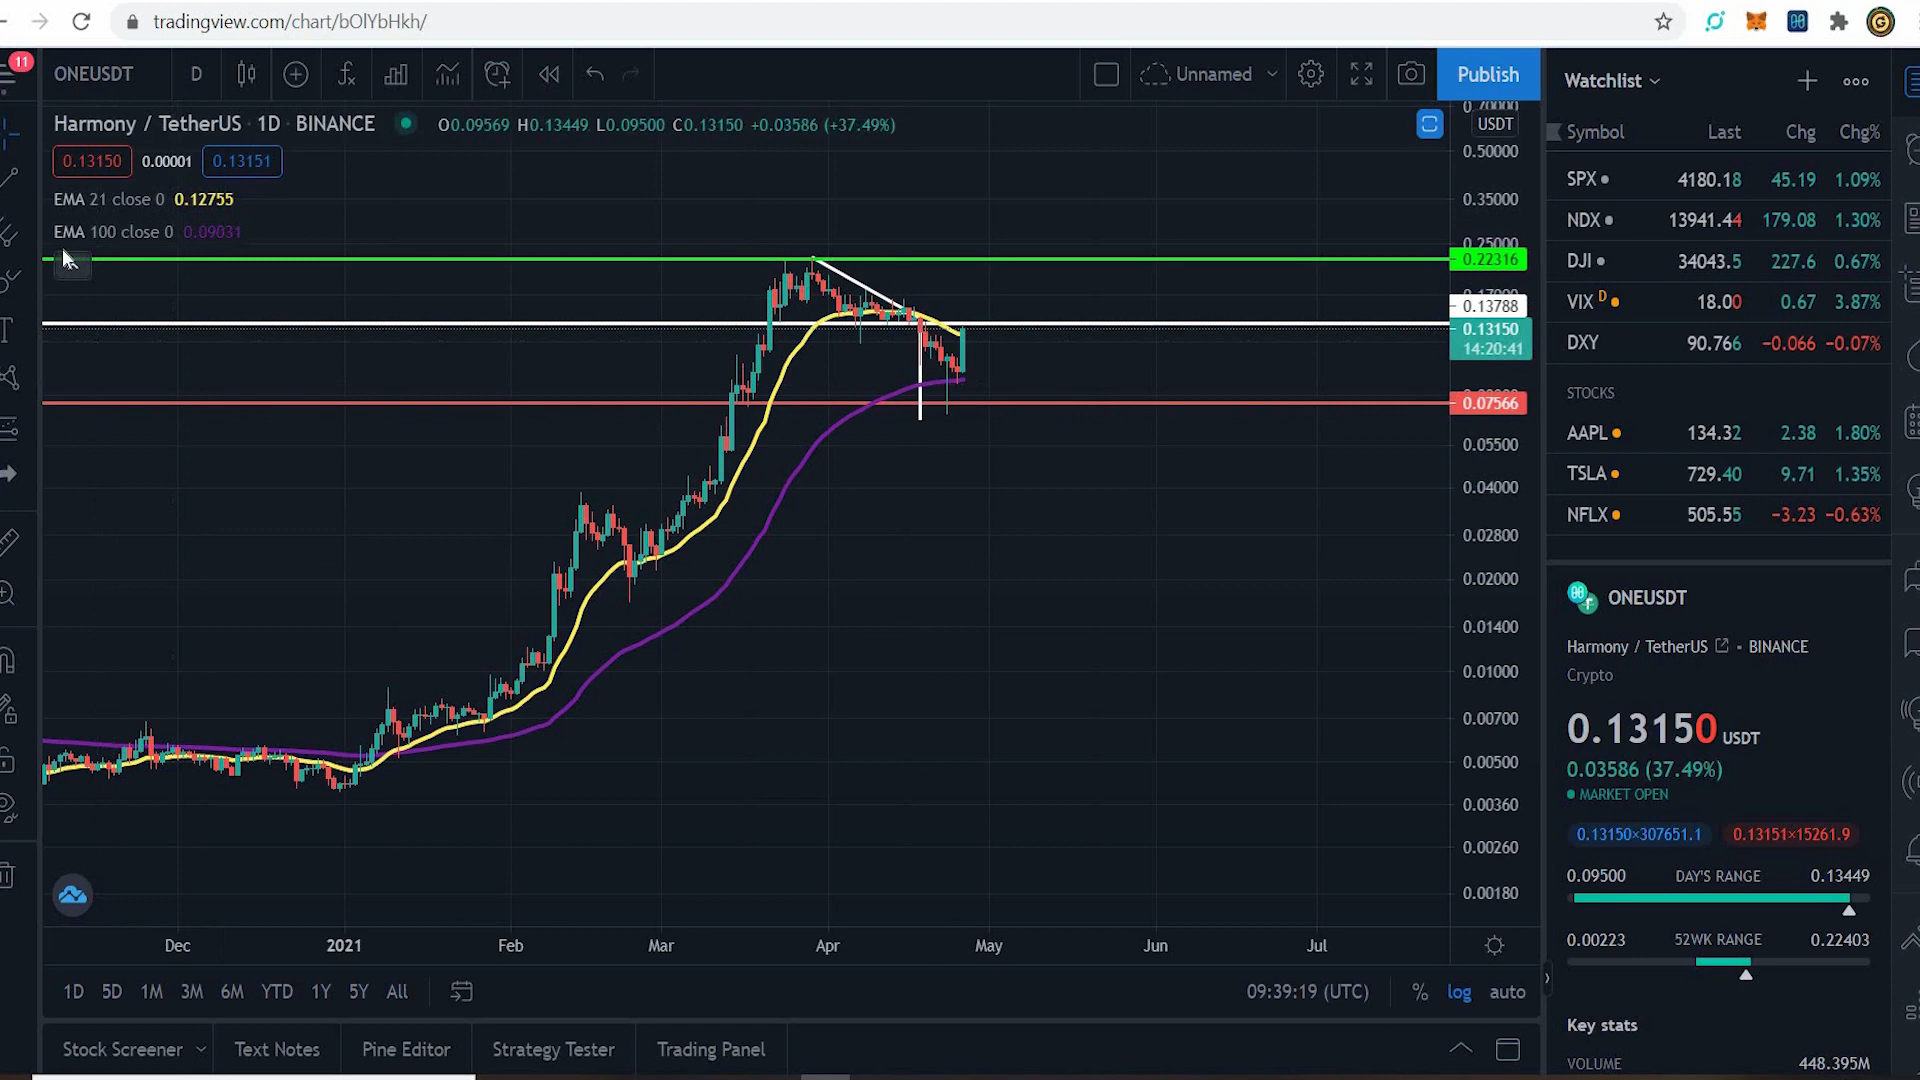 tradingview.com/chart/bOlYbHkh/
11
ONEUSDT
D
Unnamed
Publish
Harmony / TetherUS · 1D · BINANCE
O0.09569 H0.13449 L0.09500 C0.13150 +0.03586 (+37.49%)
0.13150 0.00001 0.13151
EMA 21 close 0 0.12755
EMA 100 close 0 0.09031
USDT
0.50000
0.35000
0.25000
0.22316
0.13788
0.13150
14:20:41
0.07566
0.05500
0.04000
0.02800
0.02000
0.01400
0.01000
0.00700
0.00500
0.00360
0.00260
0.00180
Dec 2021 Feb Mar Apr May Jun Jul
1D 5D 1M 3M 6M YTD 1Y 5Y All
09:39:19 (UTC) % log auto
Stock Screener Text Notes Pine Editor Strategy Tester Trading Panel
Watchlist
Symbol Last Chg Chg%
SPX 4180.18 45.19 1.09%
NDX 13941.44 179.08 1.30%
DJI 34043.5 227.6 0.67%
VIX D 18.00 0.67 3.87%
DXY 90.766 −0.066 −0.07%
STOCKS
AAPL 134.32 2.38 1.80%
TSLA 729.40 9.71 1.35%
NFLX 505.55 −3.23 −0.63%
ONEUSDT
Harmony / TetherUS • BINANCE
Crypto
0.13150 USDT
0.03586 (37.49%)
MARKET OPEN
0.13150×307651.1 0.13151×15261.9
0.09500 DAY'S RANGE 0.13449
0.00223 52WK RANGE 0.22403
Key stats
VOLUME 448.395M